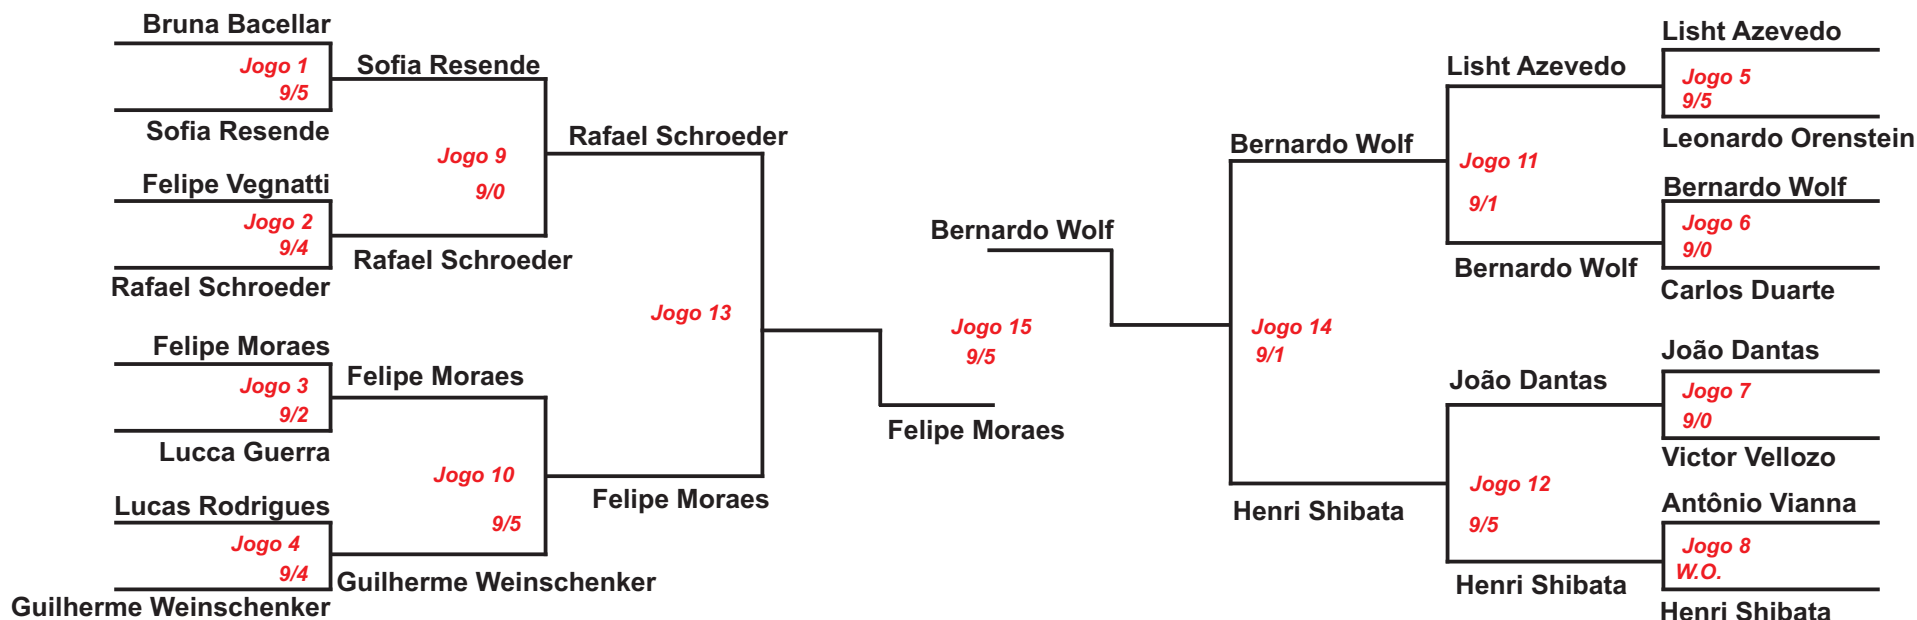 Bruna Bacellar
Jogo 1
9/5
Sofia Resende
Sofia Resende
Felipe Vegnatti
Jogo 2
9/4
Rafael Schroeder
Rafael Schroeder
Jogo 9
9/0
Rafael Schroeder
Felipe Moraes
Jogo 3
9/2
Lucca Guerra
Felipe Moraes
Lucas Rodrigues
Jogo 4
9/4
Guilherme Weinschenker
Guilherme Weinschenker
Jogo 10
9/5
Felipe Moraes
Jogo 13
Bernardo Wolf
Jogo 15
9/5
Felipe Moraes
Bernardo Wolf
Jogo 14
9/1
Henri Shibata
Lisht Azevedo
Jogo 11
9/1
Bernardo Wolf
João Dantas
Jogo 12
9/5
Henri Shibata
Lisht Azevedo
Jogo 5
9/5
Leonardo Orenstein
Bernardo Wolf
Jogo 6
9/0
Carlos Duarte
João Dantas
Jogo 7
9/0
Victor Vellozo
Antônio Vianna
Jogo 8
W.O.
Henri Shibata